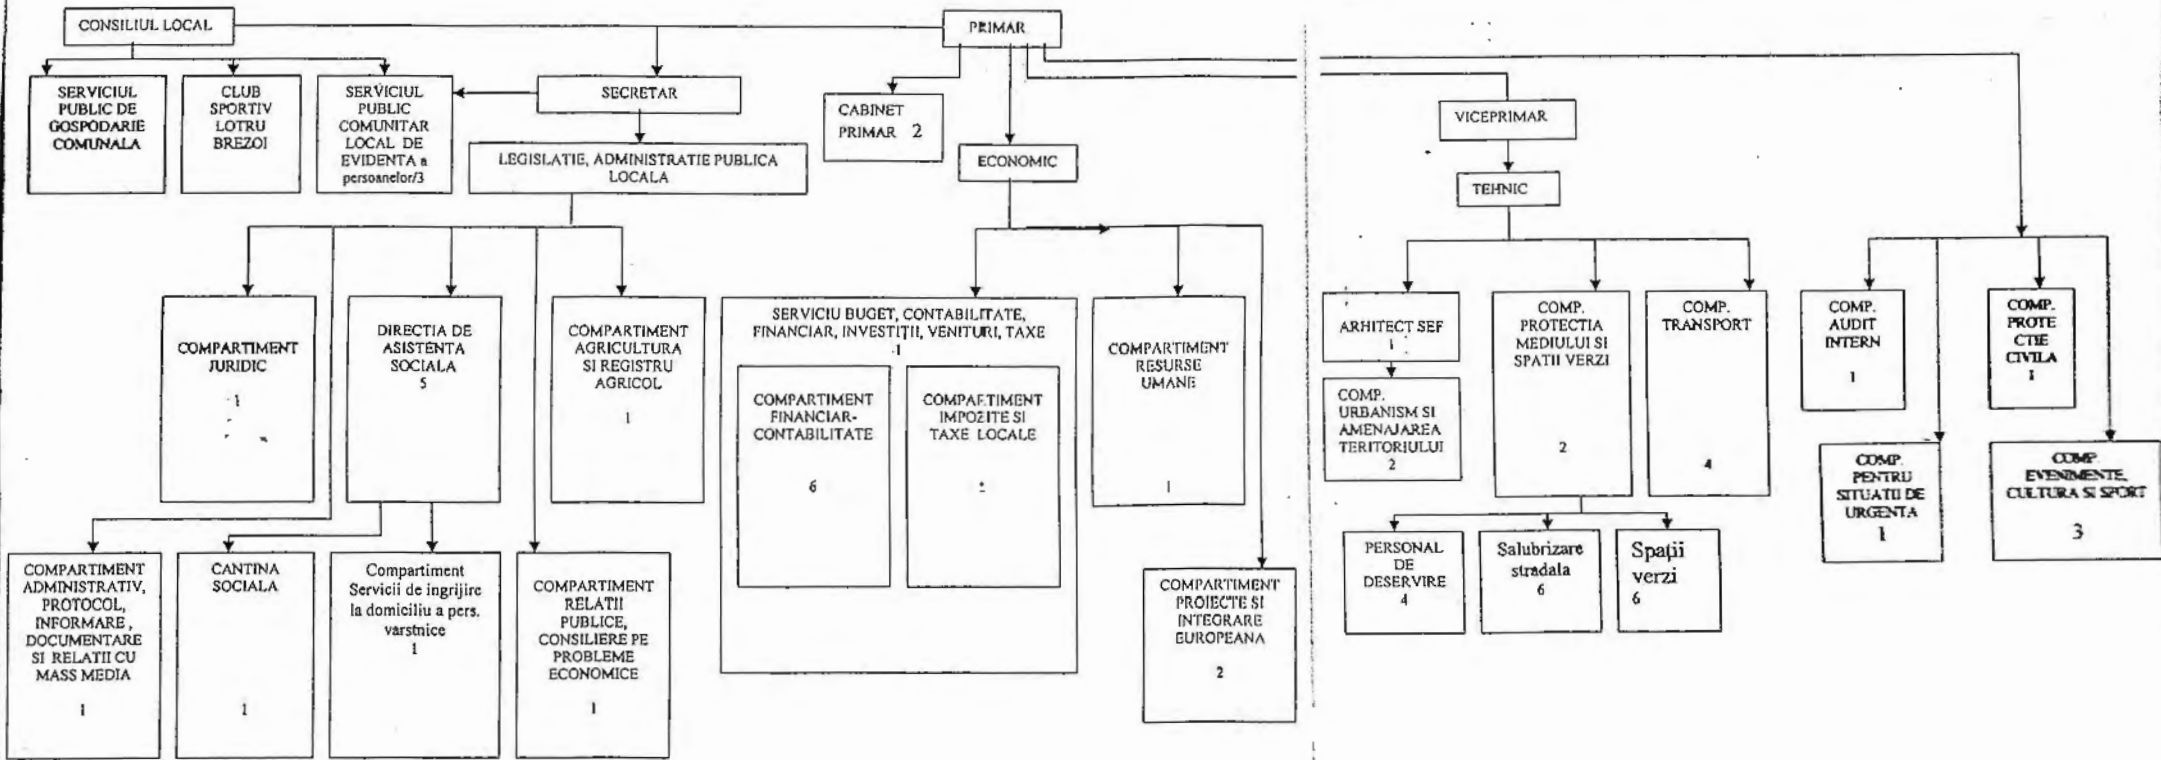 CONSILIUL LOCAL
PRIMAR
SERVICIUL
PUBLIC DE
GOSPODARIE
COMUNALA
CLUB
SPORTIV
LOTRU
BREZOI
SERVICIUL
PUBLIC
COMUNITAR
LOCAL DE
EVIDENTA a
persoanelor/3
SECRETAR
LEGISLATIE, ADMINISTRATIE PUBLICA
LOCALA
CABINET
PRIMAR 2
ECONOMIC
VICEPRIMAR
TEHNIC
COMPARTIMENT
JURIDIC
1
DIRECTIA DE
ASISTENTA
SOCIALA
5
COMPARTIMENT
AGRICULTURA
SI REGISTRU
AGRICOL
1
SERVICIU BUGET, CONTABILITATE,
FINANCIAR, INVESTIȚII, VENITURI, TAXE
1
COMPARTIMENT
FINANCIAR-
CONTABILITATE
6
COMPARTIMENT
IMPOZITE SI
TAXE LOCALE
COMPARTIMENT
RESURSE
UMANE
1
ARHITECT SEF
1
COMP.
URBANISM SI
AMENAJAREA
TERITORIULUI
2
COMP.
PROTECTIA
MEDIULUI SI
SPATII VERZI
2
COMP.
TRANSPORT
4
COMP.
AUDIT
INTERN
1
COMP.
PROTE
CTIE
CIVILA
1
COMP.
PENTRU
SITUATII DE
URGENTA
1
COMP.
EVENIMENTE,
CULTURA SI SPORT
3
COMPARTIMENT
ADMINISTRATIV,
PROTOCOL,
INFORMARE ,
DOCUMENTARE
SI RELATII CU
MASS MEDIA
1
CANTINA
SOCIALA
1
Compartiment
Servicii de ingrijire
la domiciliu a pers.
varstnice
1
COMPARTIMENT
RELATII
PUBLICE,
CONSILIERE PE
PROBLEME
ECONOMICE
1
COMPARTIMENT
PROIECTE SI
INTEGRARE
EUROPEANA
2
PERSONAL
DE
DESERVIRE
4
Salubrizare
stradala
6
Spații
verzi
6